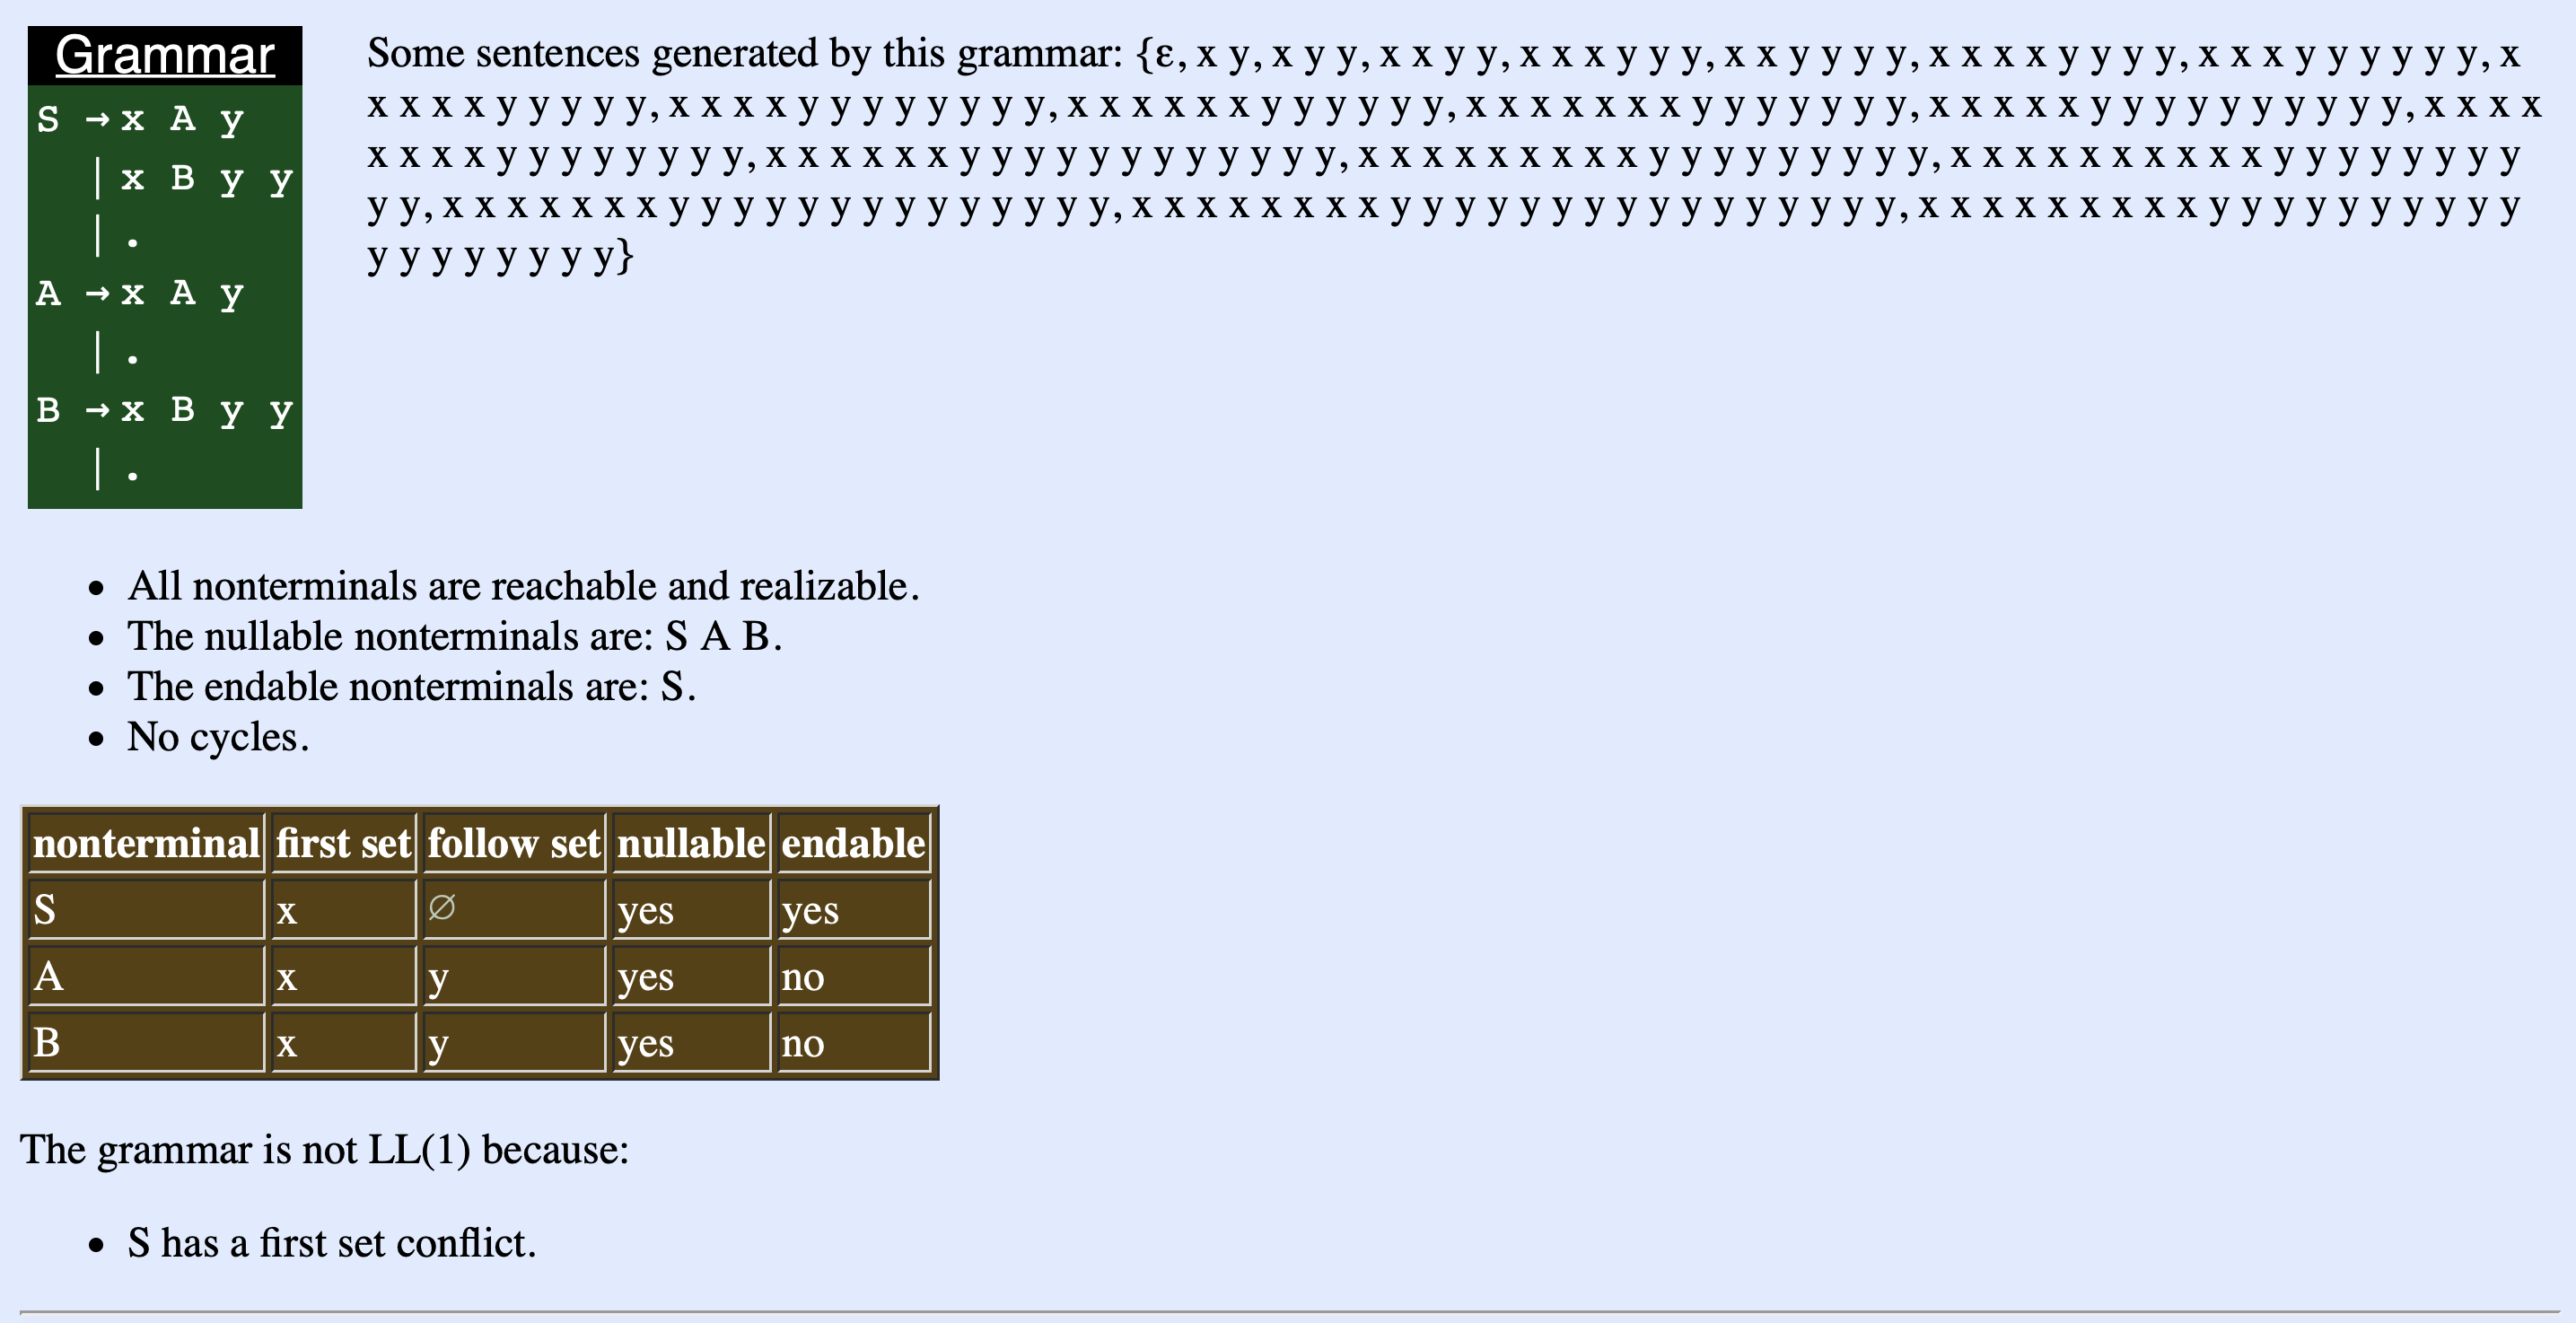 Grammar
S → x A y
| x B y y
| .
A → x A y
| .
B → x B y y
| .
Some sentences generated by this grammar: {ε, x y, x y y, x x y y, x x x y y y, x x y y y y, x x x x y y y y, x x x y y y y y y, x
x x x x y y y y y, x x x x y y y y y y y y, x x x x x x y y y y y y, x x x x x x x y y y y y y y, x x x x x y y y y y y y y y y, x x x x
x x x x y y y y y y y y, x x x x x x y y y y y y y y y y y y, x x x x x x x x x y y y y y y y y y, x x x x x x x x x x y y y y y y y y
y y, x x x x x x x y y y y y y y y y y y y y y, x x x x x x x x y y y y y y y y y y y y y y y y, x x x x x x x x x y y y y y y y y y y
y y y y y y y y}
• All nonterminals are reachable and realizable.
• The nullable nonterminals are: S A B.
• The endable nonterminals are: S.
• No cycles.
nonterminal first set follow set nullable endable
S x ∅ yes yes
A x y yes no
B x y yes no
The grammar is not LL(1) because:
• S has a first set conflict.